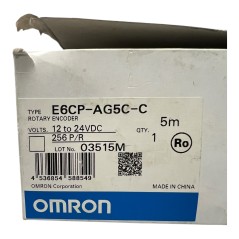 TYPE E6CP-AG5C-C 5m
ROTARY ENCODER
VOLTS. 12 to 24VDC QTY.
256 P/R 1
LOT No. 03515M Ro
4 536854 588549
OMRON Corporation MADE IN CHINA
OMRON